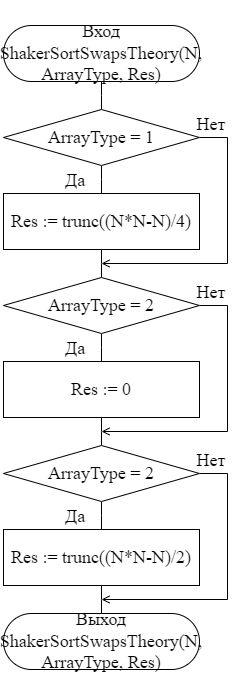 Вход
ShakerSortSwapsTheory(N,
ArrayType, Res)
Нет
ArrayType = 1
Да
Res := trunc((N*N-N)/4)
Нет
ArrayType = 2
Да
Res := 0
Нет
ArrayType = 2
Да
Res := trunc((N*N-N)/2)
Выход
ShakerSortSwapsTheory(N,
ArrayType, Res)